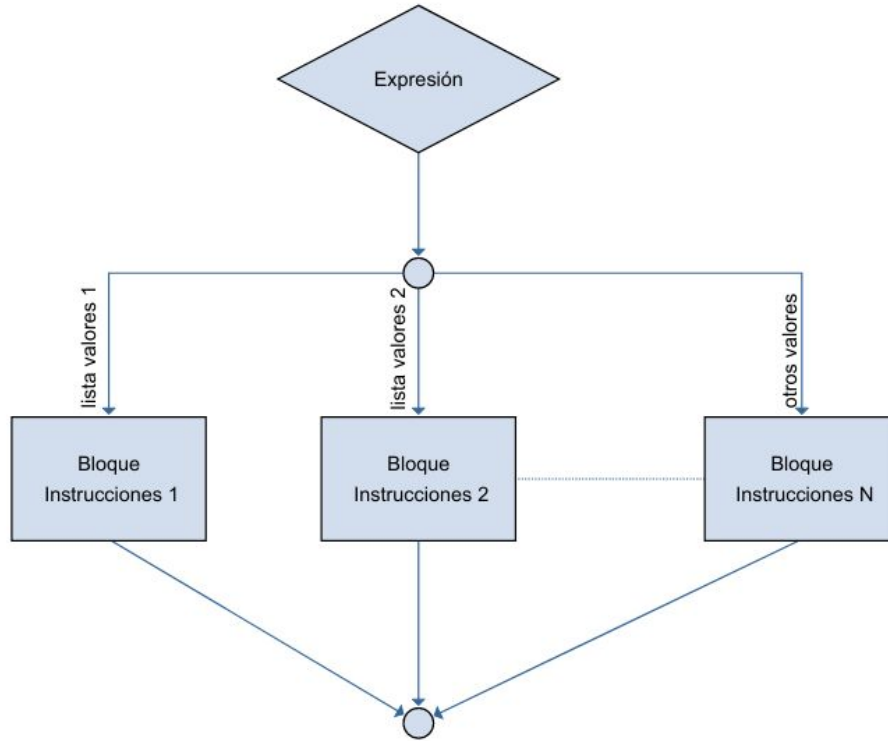 Expresión
lista valores 1
lista valores 2
otros valores
Bloque
Instrucciones 1
Bloque
Instrucciones 2
Bloque
Instrucciones N